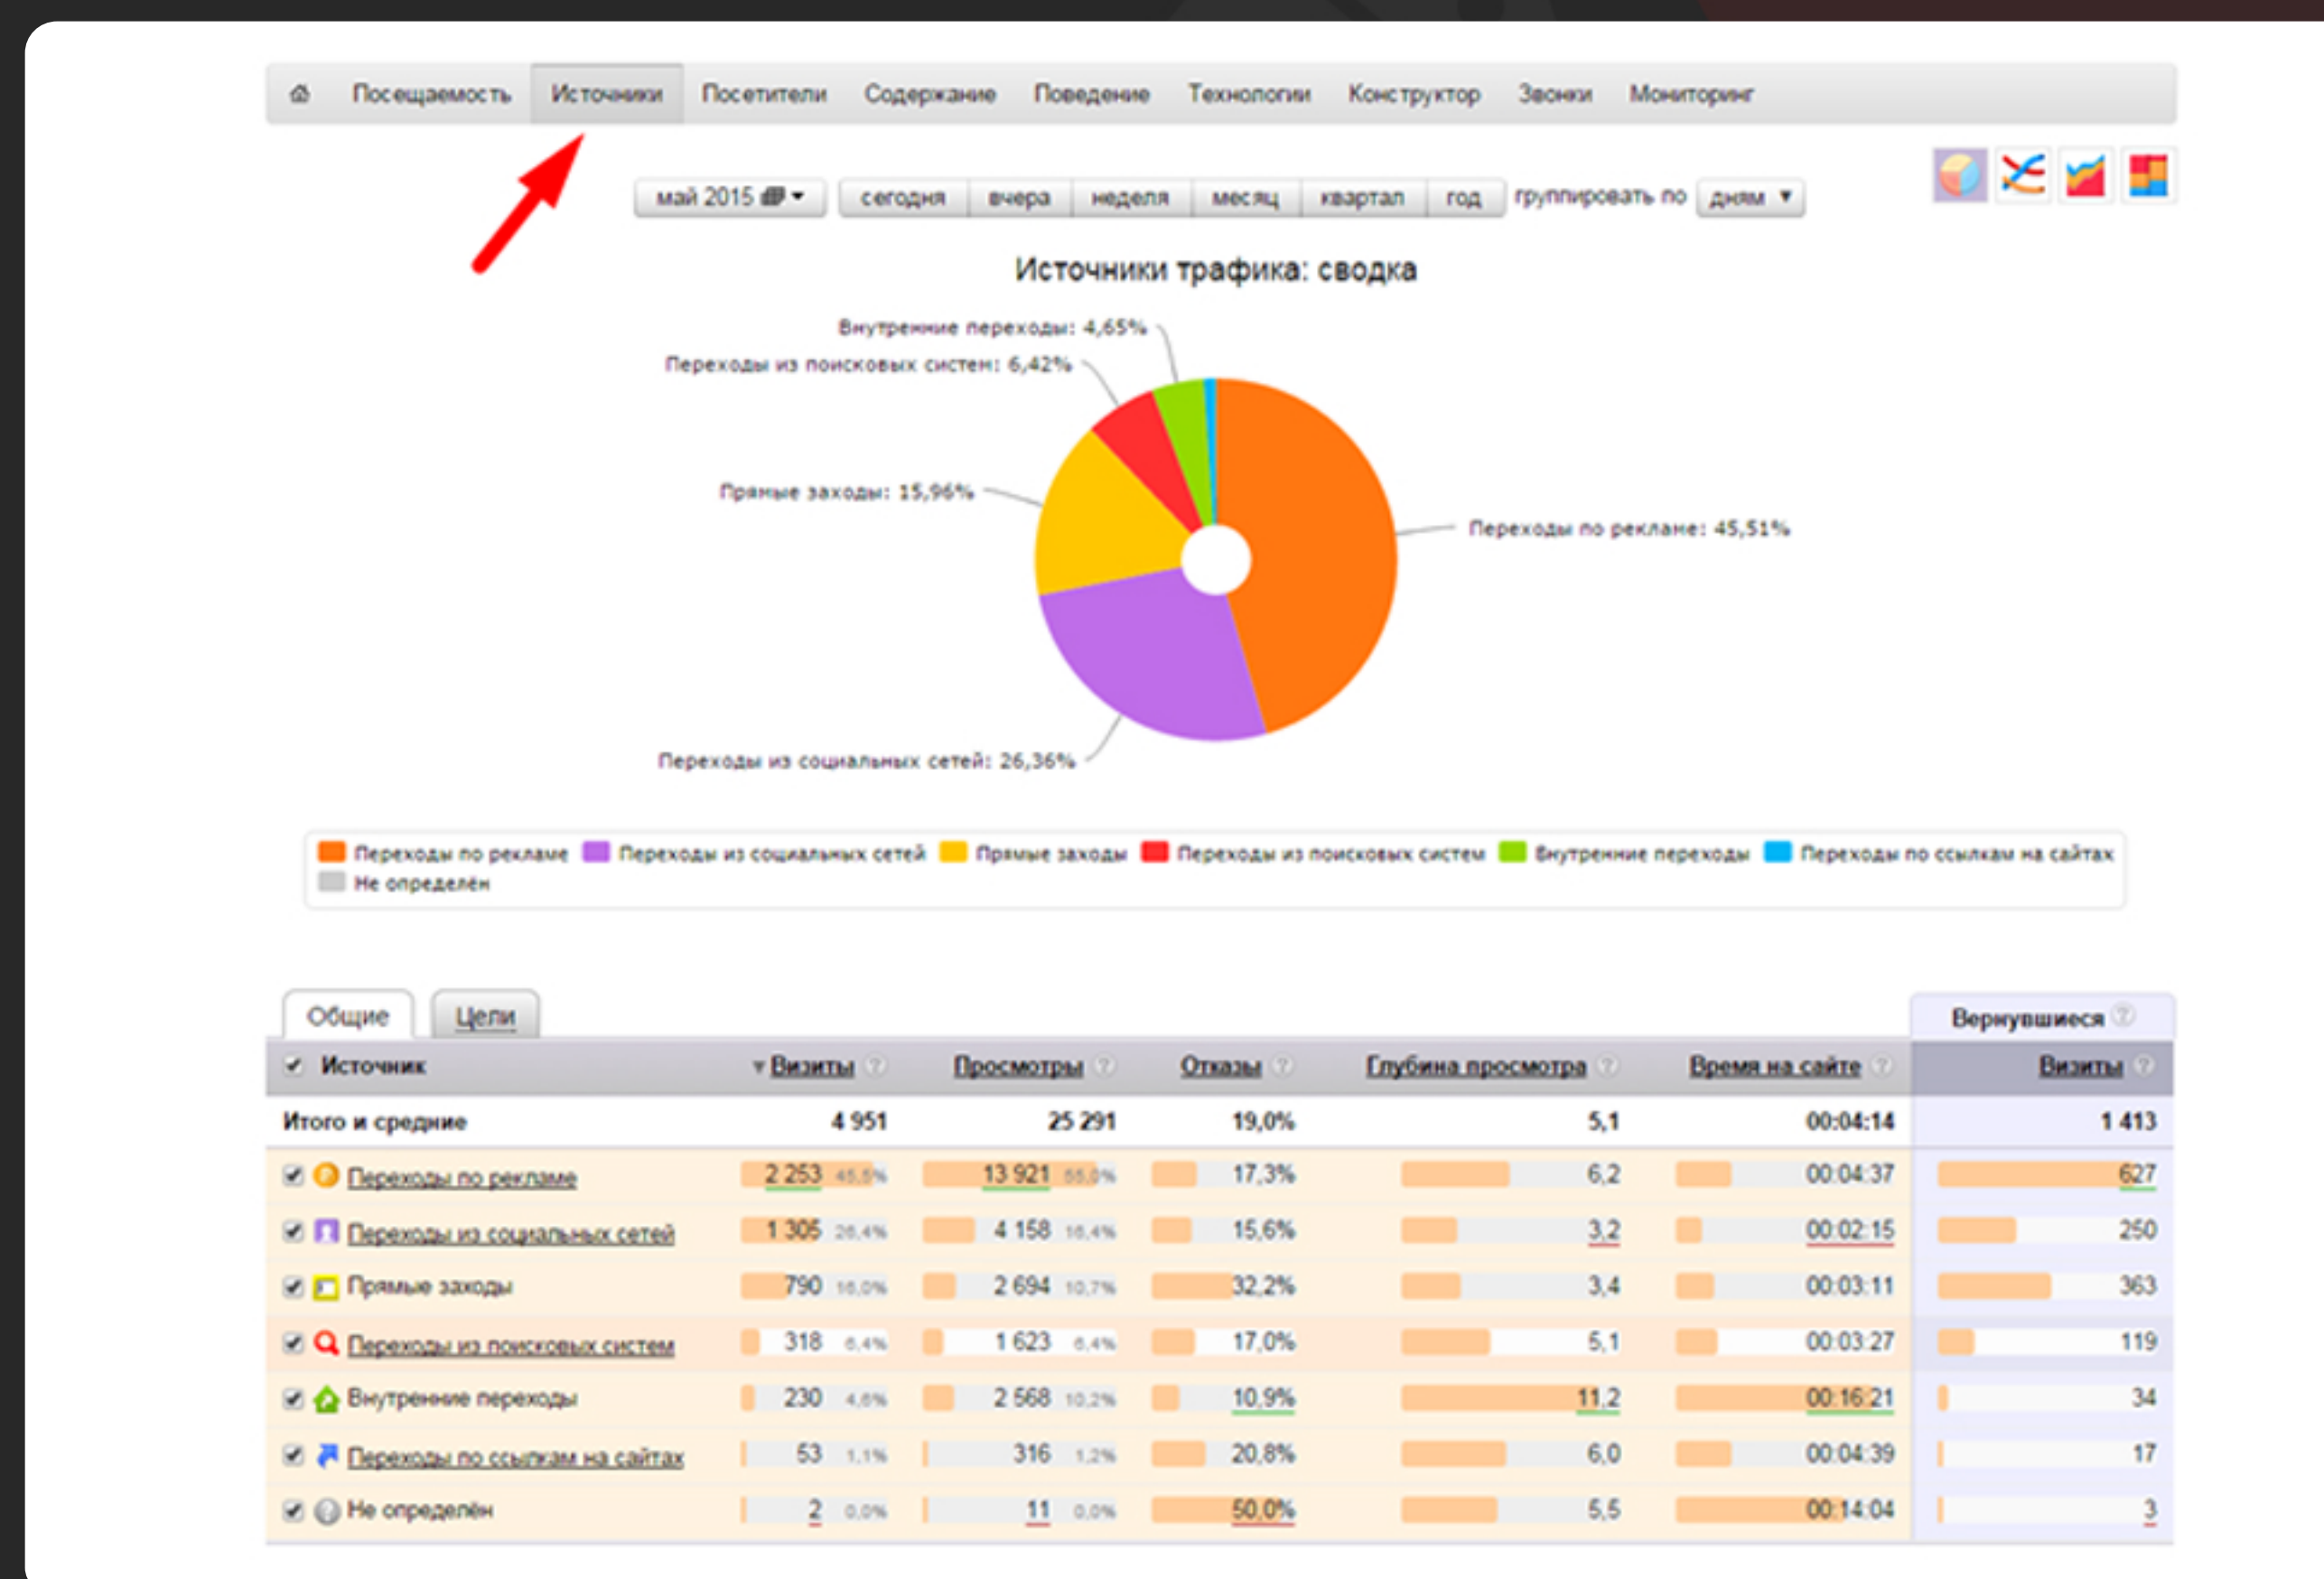 Посещаемость Источники Посетители Содержание Поведение Технологии Конструктор Звонки Мониторинг
май 2015 сегодня вчера неделя месяц квартал год группировать по дням
Источники трафика: сводка
Внутренние переходы: 4,65%
Переходы из поисковых систем: 6,42%
Прямые заходы: 15,96%
Переходы по рекламе: 45,51%
Переходы из социальных сетей: 26,36%
Переходы по рекламе Переходы из социальных сетей Прямые заходы Переходы из поисковых систем Внутренние переходы Переходы по ссылкам на сайтах
Не определён
Общие Цели Вернувшиеся ?
Источник Визиты ? Просмотры ? Отказы ? Глубина просмотра ? Время на сайте ? Визиты ?
Итого и средние 4 951 25 291 19,0% 5,1 00:04:14 1 413
Переходы по рекламе 2 253 45,5% 13 921 55,0% 17,3% 6,2 00:04:37 627
Переходы из социальных сетей 1 305 26,4% 4 158 16,4% 15,6% 3,2 00:02:15 250
Прямые заходы 790 16,0% 2 694 10,7% 32,2% 3,4 00:03:11 363
Переходы из поисковых систем 318 6,4% 1 623 6,4% 17,0% 5,1 00:03:27 119
Внутренние переходы 230 4,6% 2 568 10,2% 10,9% 11,2 00:16:21 34
Переходы по ссылкам на сайтах 53 1,1% 316 1,2% 20,8% 6,0 00:04:39 17
Не определён 2 0,0% 11 0,0% 50,0% 5,5 00:14:04 3